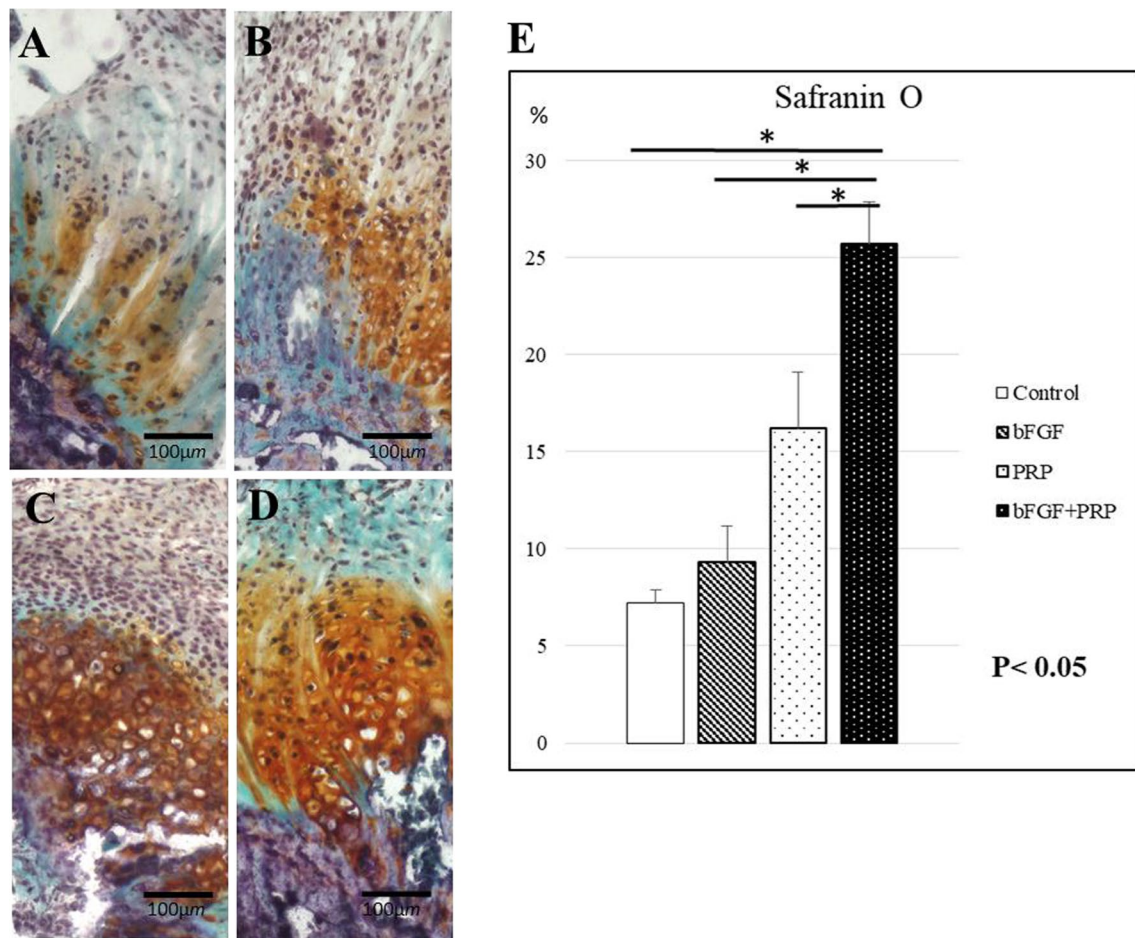 A
B
E
Safranin O
%
*
*
*
30
25
20
15
10
5
0
Control
bFGF
PRP
bFGF+PRP
P< 0.05
100μm
100μm
C
D
100μm
100μm